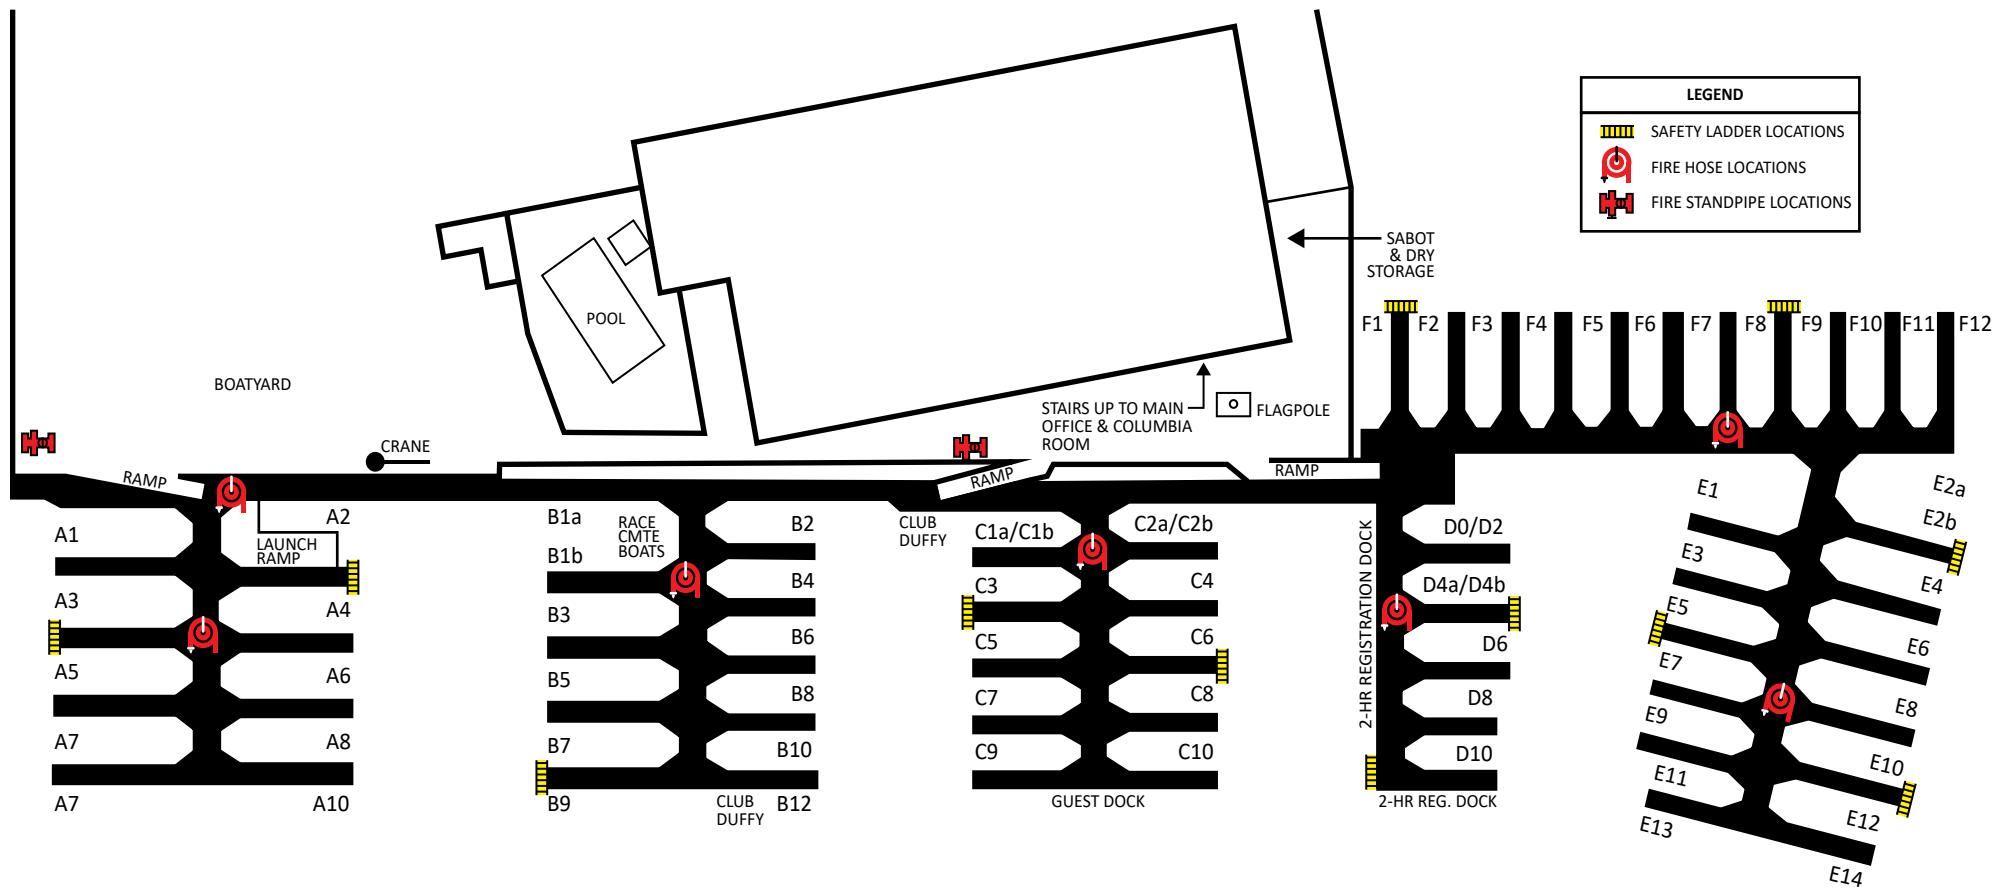 LEGEND
SAFETY LADDER LOCATIONS
FIRE HOSE LOCATIONS
FIRE STANDPIPE LOCATIONS
SABOT
& DRY
STORAGE
POOL
BOATYARD
CRANE
STAIRS UP TO MAIN
OFFICE & COLUMBIA
ROOM
FLAGPOLE
RAMP
RAMP
RAMP
F1
F2
F3
F4
F5
F6
F7
F8
F9
F10
F11
F12
A1
A2
LAUNCH
RAMP
A3
A4
A5
A6
A7
A8
A7
A10
B1a
RACE
CMTE
BOATS
B2
B1b
B4
B3
B6
B5
B8
B7
B10
B9
CLUB
DUFFY
B12
CLUB
DUFFY
C1a/C1b
C2a/C2b
C3
C4
C5
C6
C7
C8
C9
C10
GUEST DOCK
2-HR REGISTRATION DOCK
D0/D2
D4a/D4b
D6
D8
D10
2-HR REG. DOCK
E1
E2a
E2b
E3
E4
E5
E6
E7
E8
E9
E10
E11
E12
E13
E14